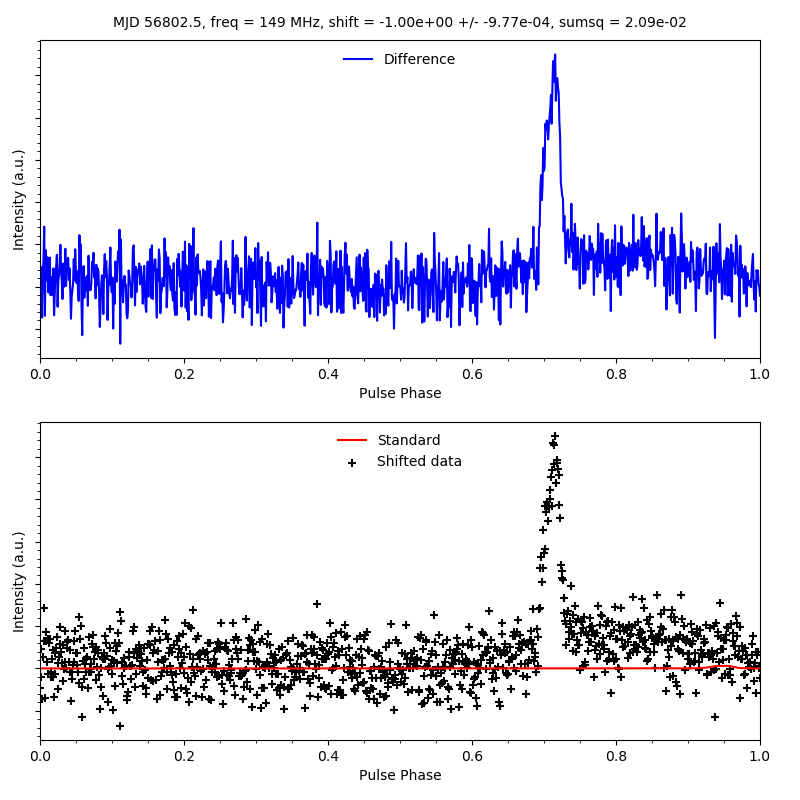 MJD 56802.5, freq = 149 MHz, shift = -1.00e+00 +/- -9.77e-04, sumsq = 2.09e-02
Difference
Intensity (a.u.)
0.0 0.2 0.4 0.6 0.8 1.0
Pulse Phase
Standard
Shifted data
Intensity (a.u.)
0.0 0.2 0.4 0.6 0.8 1.0
Pulse Phase